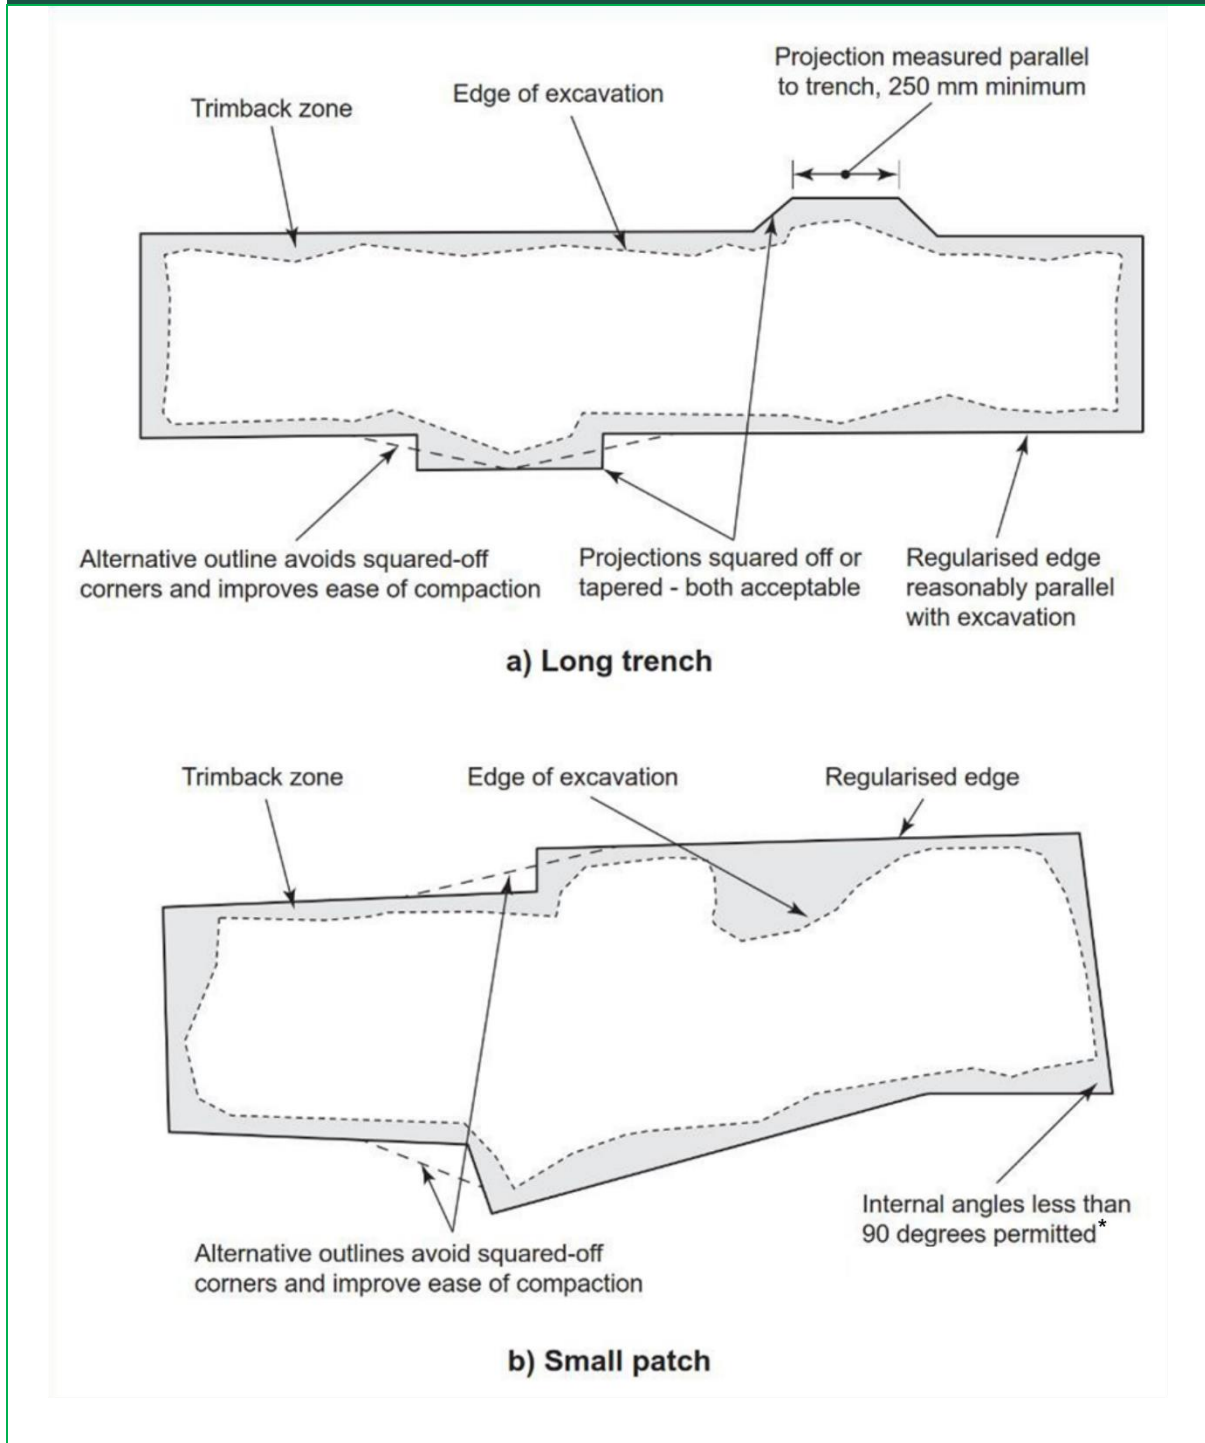 Projection measured parallel
to trench, 250 mm minimum
Edge of excavation
Trimback zone
Alternative outline avoids squared-off
corners and improves ease of compaction
Projections squared off or
tapered - both acceptable
Regularised edge
reasonably parallel
with excavation
a) Long trench
Trimback zone
Edge of excavation
Regularised edge
Internal angles less than
90 degrees permitted*
Alternative outlines avoid squared-off
corners and improve ease of compaction
b) Small patch